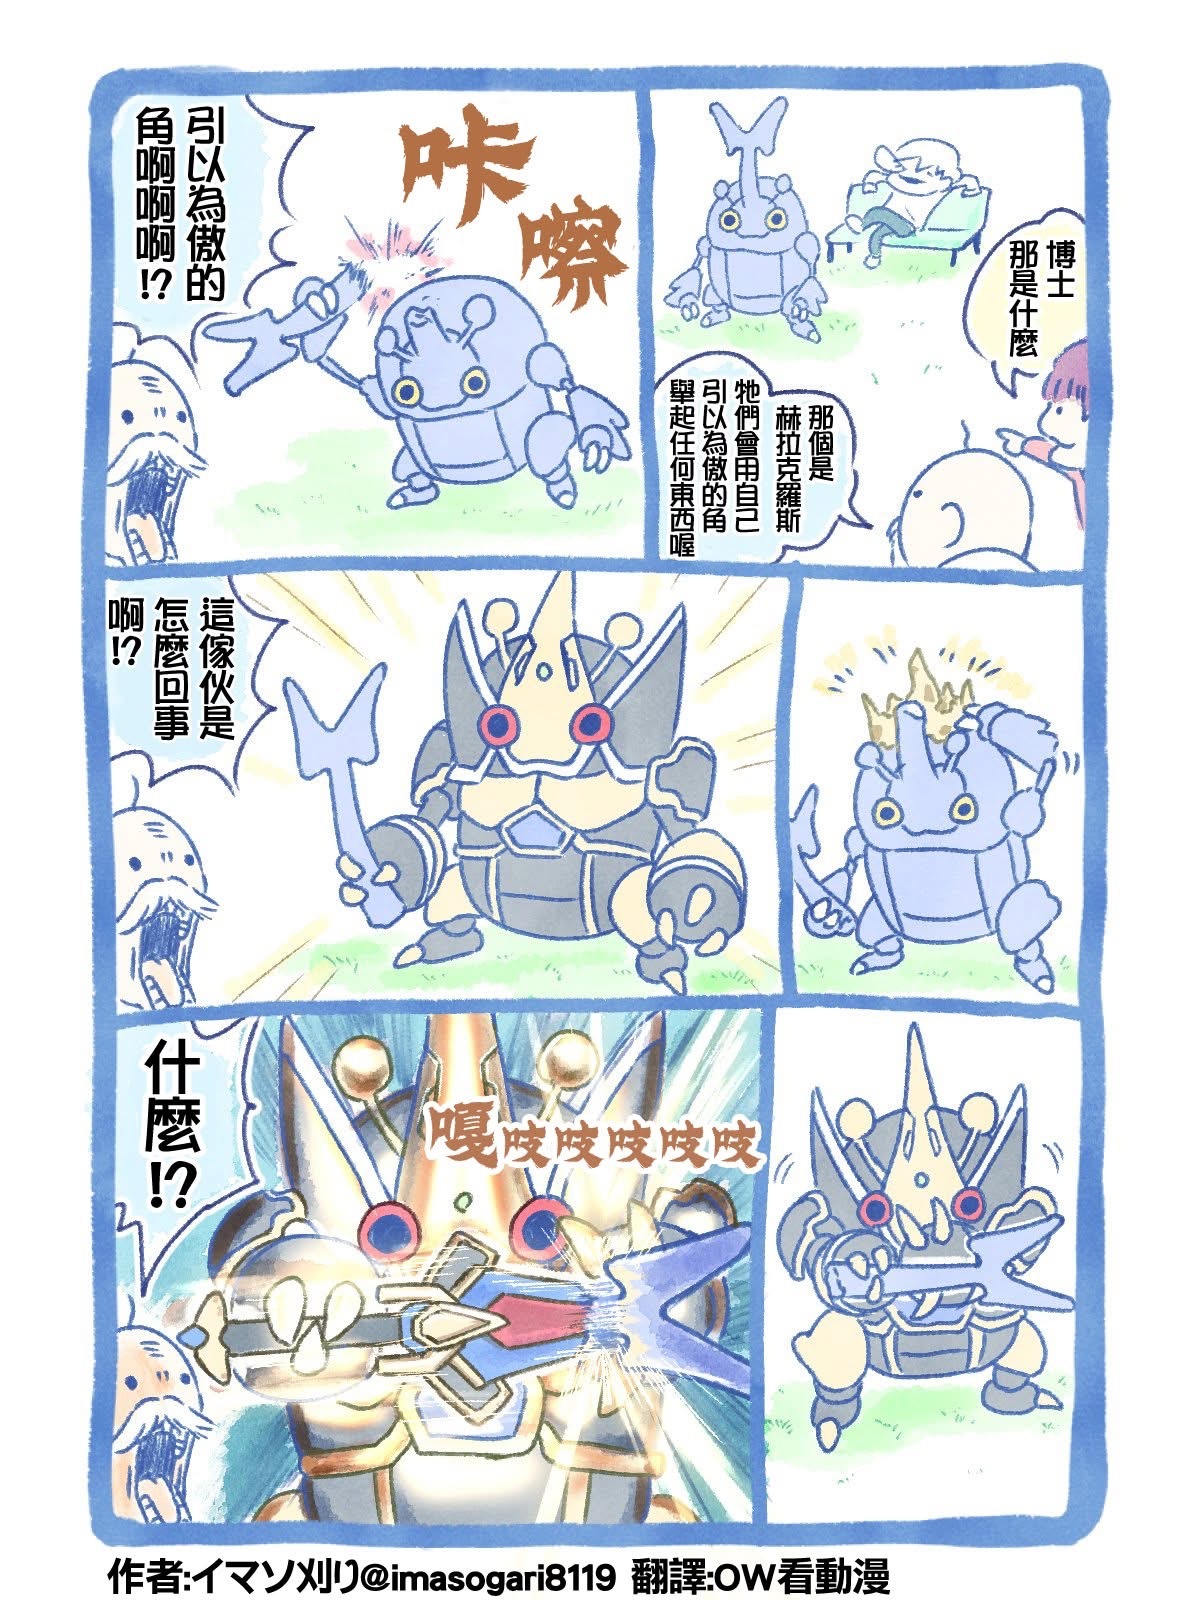 博士
那是什麼
那個是
赫拉克羅斯
牠們會用自己
引以為傲的角
舉起任何東西喔
咔
嚓
引以為傲的
角啊啊啊!?
這傢伙是
怎麼回事
啊!?
嘎吱吱吱吱吱
什麼!?
作者:イマソ刈り@imasogari8119 翻譯:OW看動漫